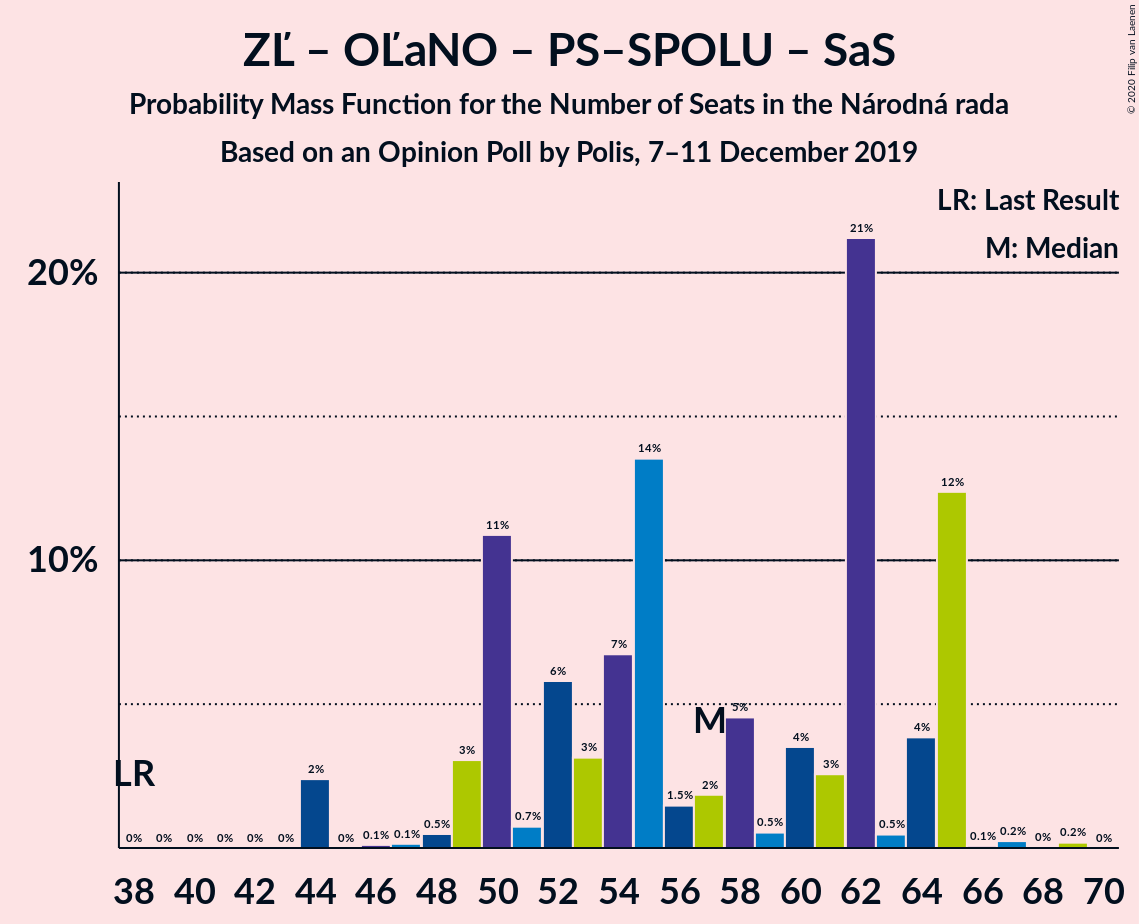 ZĽ – OĽaNO – PS–SPOLU – SaS
Probability Mass Function for the Number of Seats in the Národná rada
Based on an Opinion Poll by Polis, 7–11 December 2019
© 2020 Filip van Laenen
LR: Last Result
M: Median
20%
10%
LR
M
0% 0% 0% 0% 0% 0% 2% 0% 0.1% 0.1% 0.5% 3% 11% 0.7% 6% 3% 7% 14% 1.5% 2% 5% 0.5% 4% 3% 21% 0.5% 4% 12% 0.1% 0.2% 0% 0.2% 0%
38 40 42 44 46 48 50 52 54 56 58 60 62 64 66 68 70